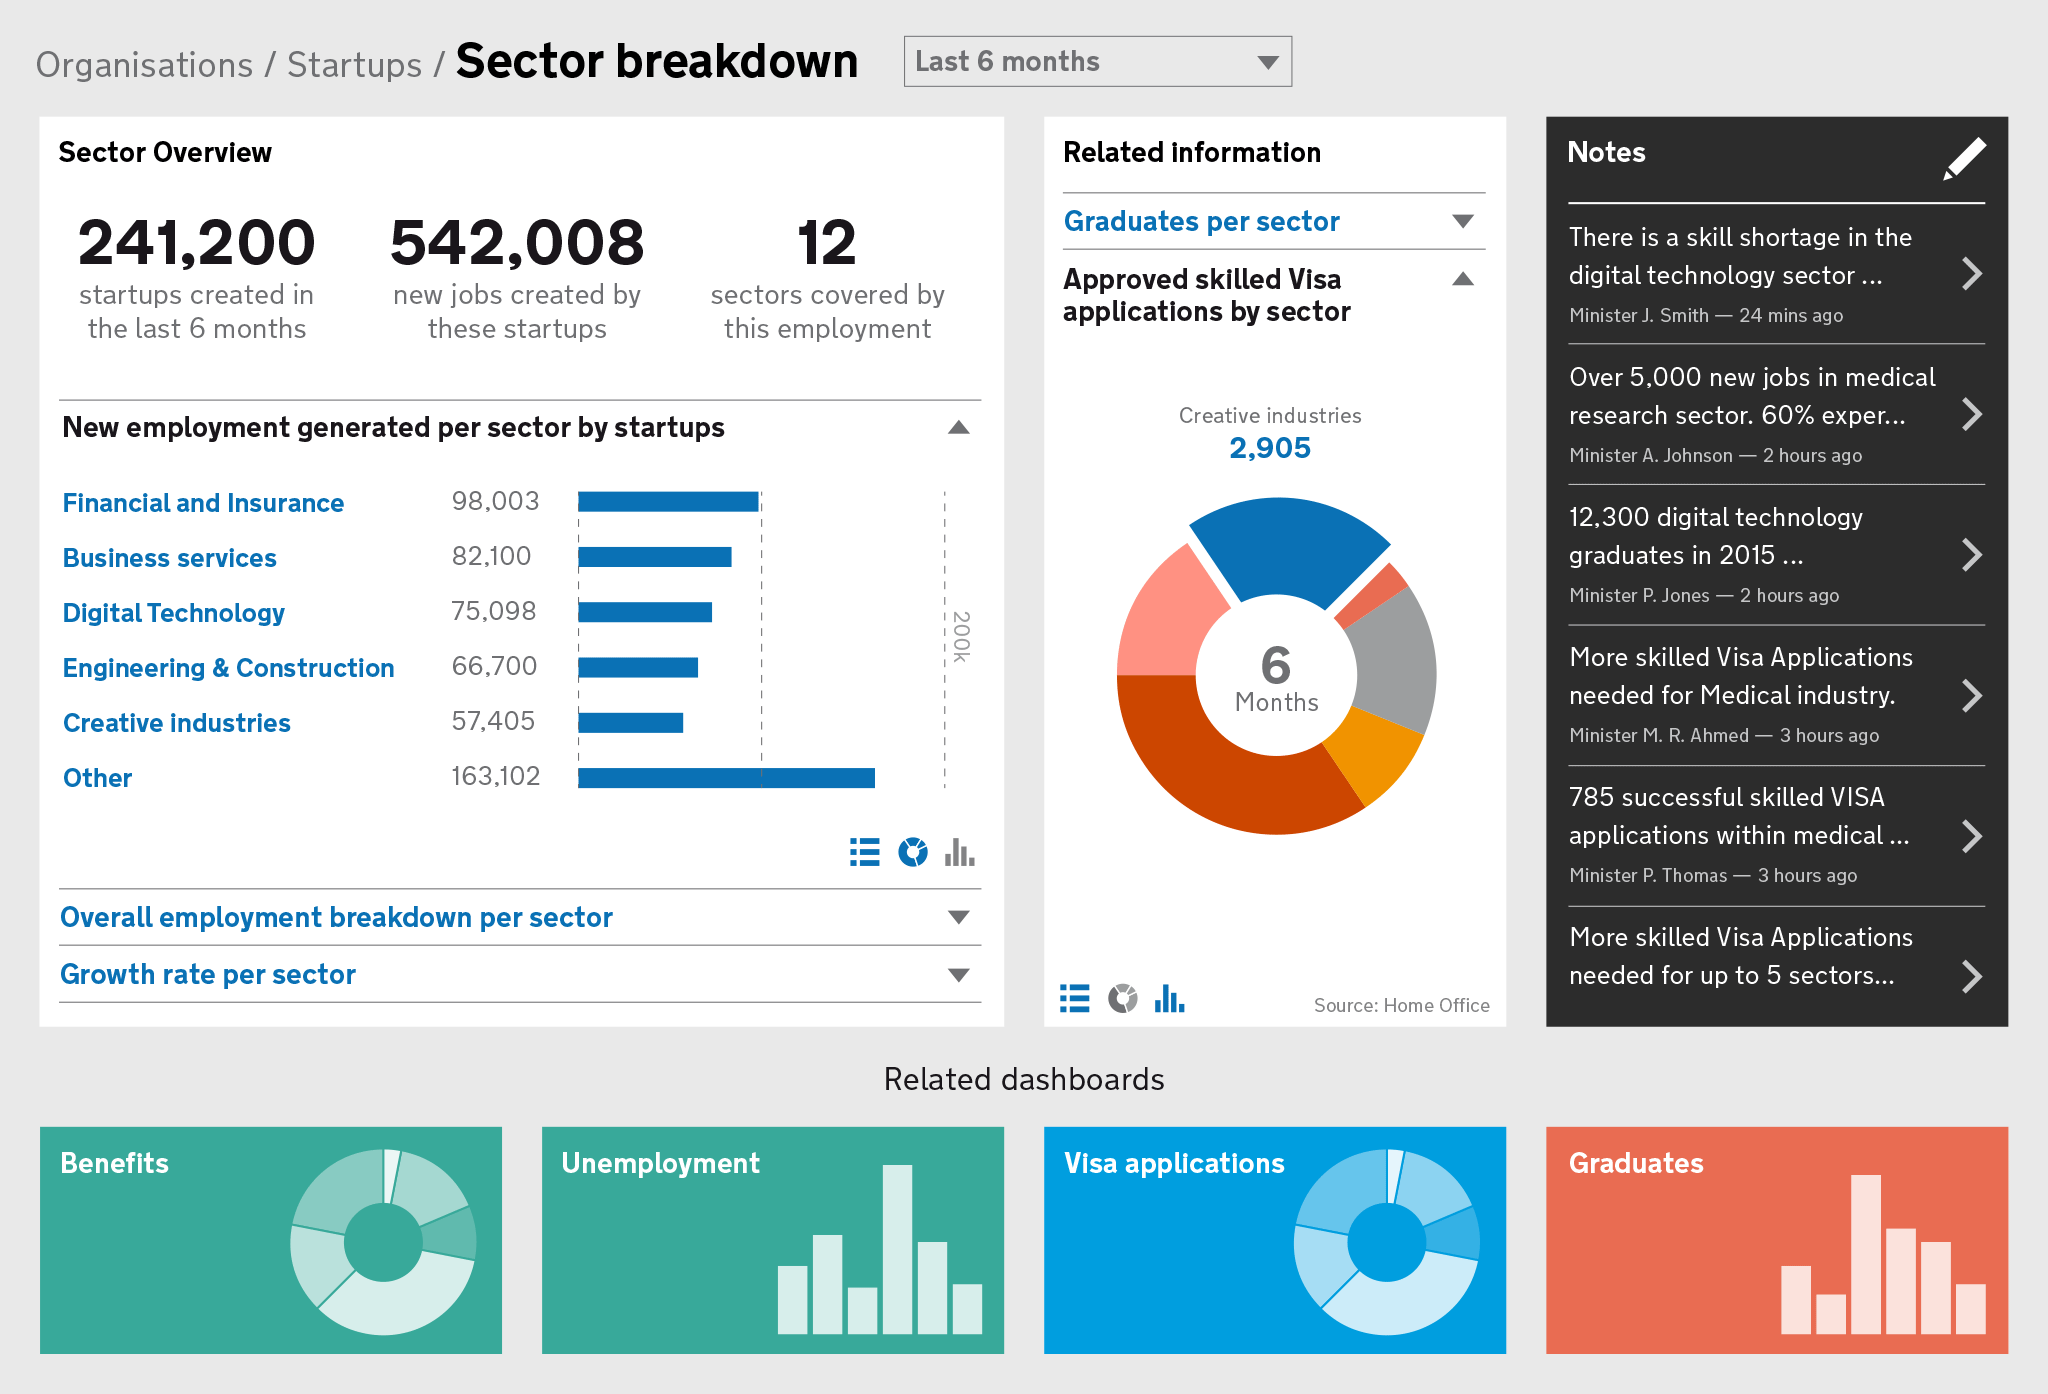 Organisations / Startups / Sector breakdown
Last 6 months
Sector Overview
241,200
startups created in
the last 6 months
542,008
new jobs created by
these startups
12
sectors covered by
this employment
New employment generated per sector by startups
Financial and Insurance 98,003
Business services 82,100
Digital Technology 75,098
Engineering & Construction 66,700
Creative industries 57,405
Other 163,102
200k
Overall employment breakdown per sector
Growth rate per sector
Related information
Graduates per sector
Approved skilled Visa
applications by sector
Creative industries
2,905
6
Months
Source: Home Office
Notes
There is a skill shortage in the
digital technology sector ...
Minister J. Smith — 24 mins ago
Over 5,000 new jobs in medical
research sector. 60% exper...
Minister A. Johnson — 2 hours ago
12,300 digital technology
graduates in 2015 ...
Minister P. Jones — 2 hours ago
More skilled Visa Applications
needed for Medical industry.
Minister M. R. Ahmed — 3 hours ago
785 successful skilled VISA
applications within medical ...
Minister P. Thomas — 3 hours ago
More skilled Visa Applications
needed for up to 5 sectors...
Related dashboards
Benefits
Unemployment
Visa applications
Graduates